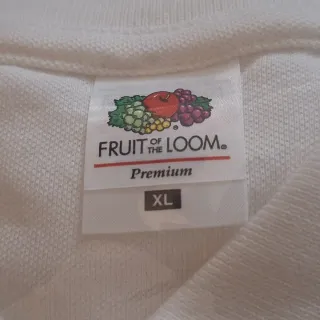 FRUIT OF THE LOOM®
Premium
XL